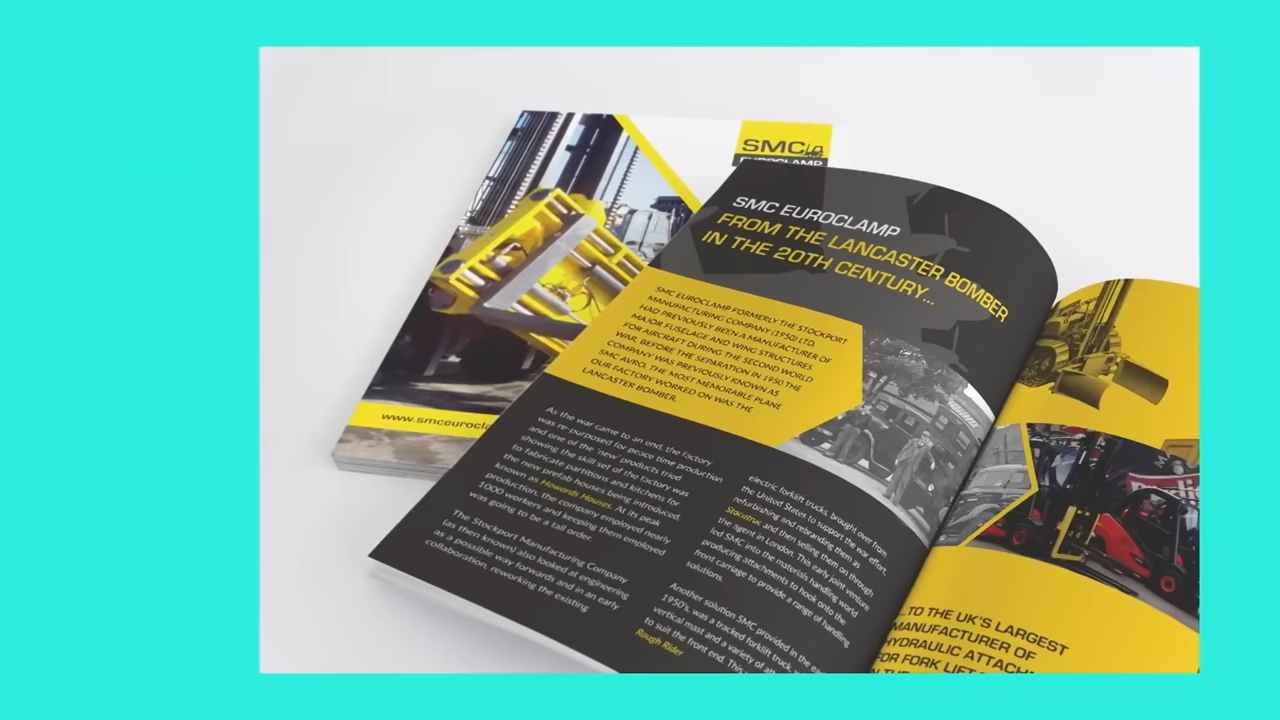 SMC
EUROCLAMP
www.smceurocla
SMC EUROCLAMP
FROM THE LANCASTER BOMBER
IN THE 20TH CENTURY...
SMC EUROCLAMP FORMERLY THE STOCKPORT
MANUFACTURING COMPANY (1950) LTD,
HAD PREVIOUSLY BEEN A MANUFACTURER OF
MAJOR FUSELAGE AND WING STRUCTURES
FOR AIRCRAFT DURING THE SECOND WORLD
WAR. BEFORE THE SEPARATION IN 1950 THE
COMPANY WAS PREVIOUSLY KNOWN AS
SMC AVRO. THE MOST MEMORABLE PLANE
OUR FACTORY WORKED ON WAS THE
LANCASTER BOMBER.
As the war came to an end, the factory
was re-purposed for peace time production
and one of the 'new' products tried
showing the skill set of the factory was
to fabricate partitions and kitchens for
the new prefab houses being introduced,
known as Howards Houses. At its peak
production, the company employed nearly
1000 workers and keeping them employed
was going to be a tall order.
The Stockport Manufacturing Company
(as then known) also looked at engineering
as a possible way forwards and in an early
collaboration, reworking the existing
electric forklift trucks, brought over from
the United States to support the war effort,
refurbishing and rebranding them as
Stacatruc and then selling them on through
the agent in London. This early joint venture
led SMC into the materials handling world
producing attachments to hook onto the
front carriage to provide a range of handling
solutions.
Another solution SMC provided in the ea
1950's, was a tracked forklift truck,
vertical mast and a variety of att
to suit the front end. This
Rough Rider
...TO THE UK'S LARGEST
MANUFACTURER OF
HYDRAULIC ATTACHM
FOR FORK LIFT